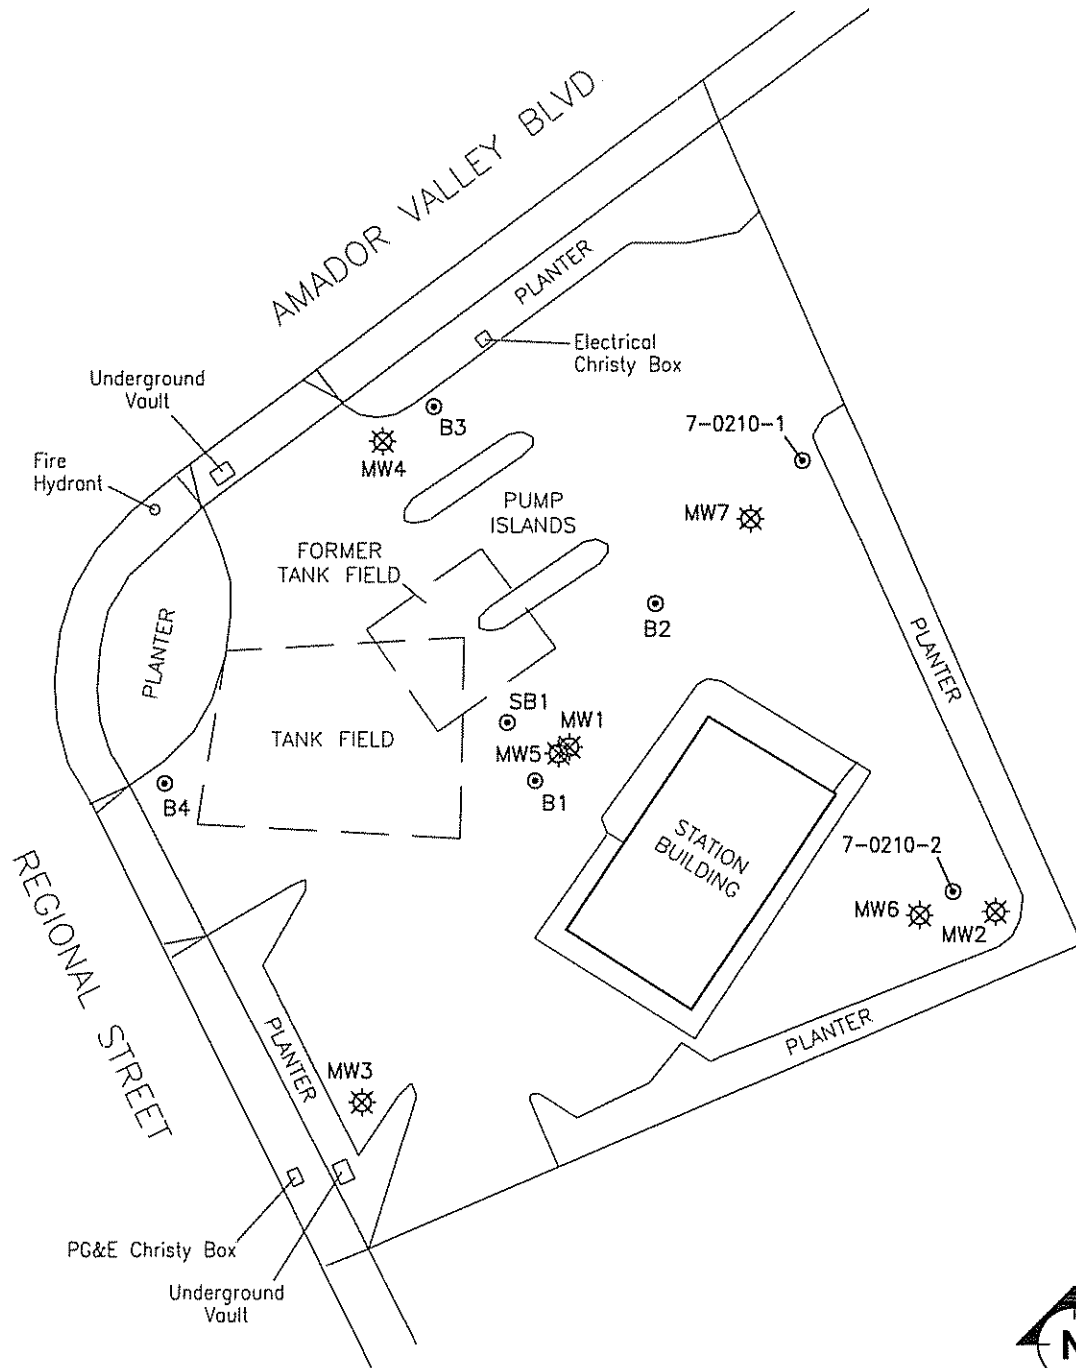 AMADOR VALLEY BLVD
PLANTER
Electrical
Christy Box
Underground
Vault
B3
7-0210-1
MW4
Fire
Hydrant
PUMP
ISLANDS
MW7
FORMER
TANK FIELD
B2
PLANTER
PLANTER
SB1
MW1
TANK FIELD
MW5
B4
B1
STATION
BUILDING
7-0210-2
REGIONAL STREET
MW6
MW2
PLANTER
PLANTER
MW3
PG&E Christy Box
Underground
Vault
N